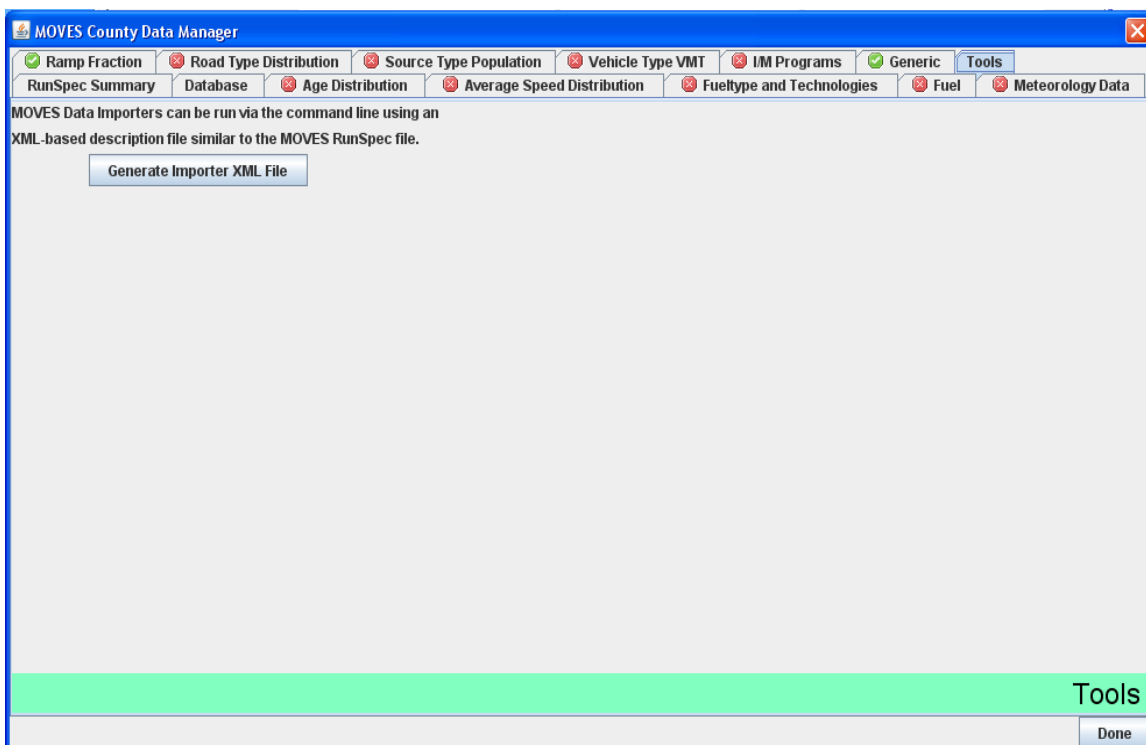 MOVES County Data Manager
Ramp Fraction Road Type Distribution Source Type Population Vehicle Type VMT I/M Programs Generic Tools
RunSpec Summary Database Age Distribution Average Speed Distribution Fueltype and Technologies Fuel Meteorology Data
MOVES Data Importers can be run via the command line using an
XML-based description file similar to the MOVES RunSpec file.
Generate Importer XML File
Tools
Done